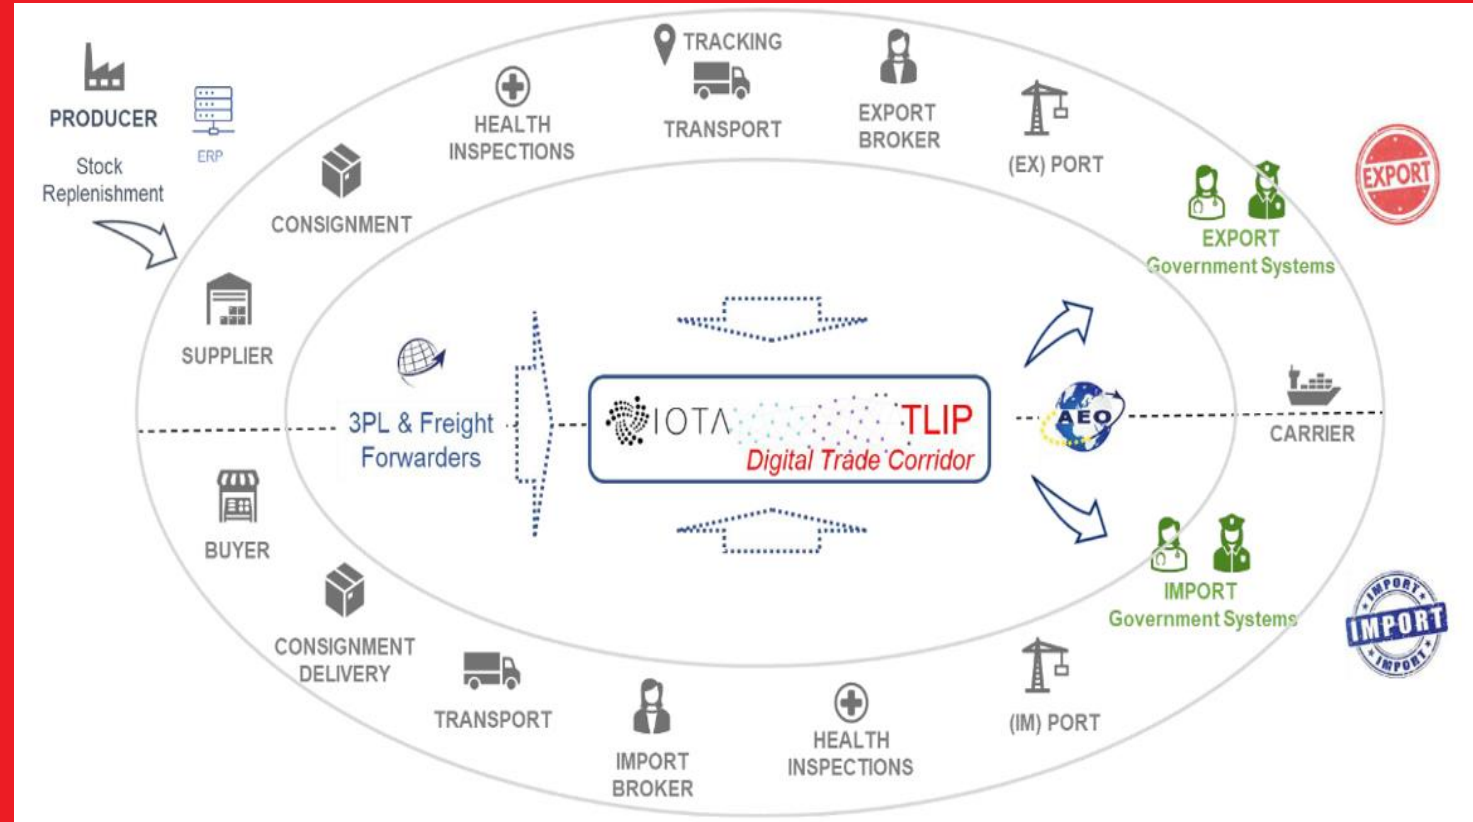 TRACKING
PRODUCER
ERP
Stock
Replenishment
HEALTH
INSPECTIONS
TRANSPORT
EXPORT
BROKER
(EX) PORT
EXPORT
CONSIGNMENT
EXPORT
Government Systems
SUPPLIER
3PL & Freight
Forwarders
IOTA
TLIP
Digital Trade Corridor
AEO
CARRIER
BUYER
IMPORT
Government Systems
IMPORT
IMPORT
IMPORT
CONSIGNMENT
DELIVERY
TRANSPORT
IMPORT
BROKER
HEALTH
INSPECTIONS
(IM) PORT